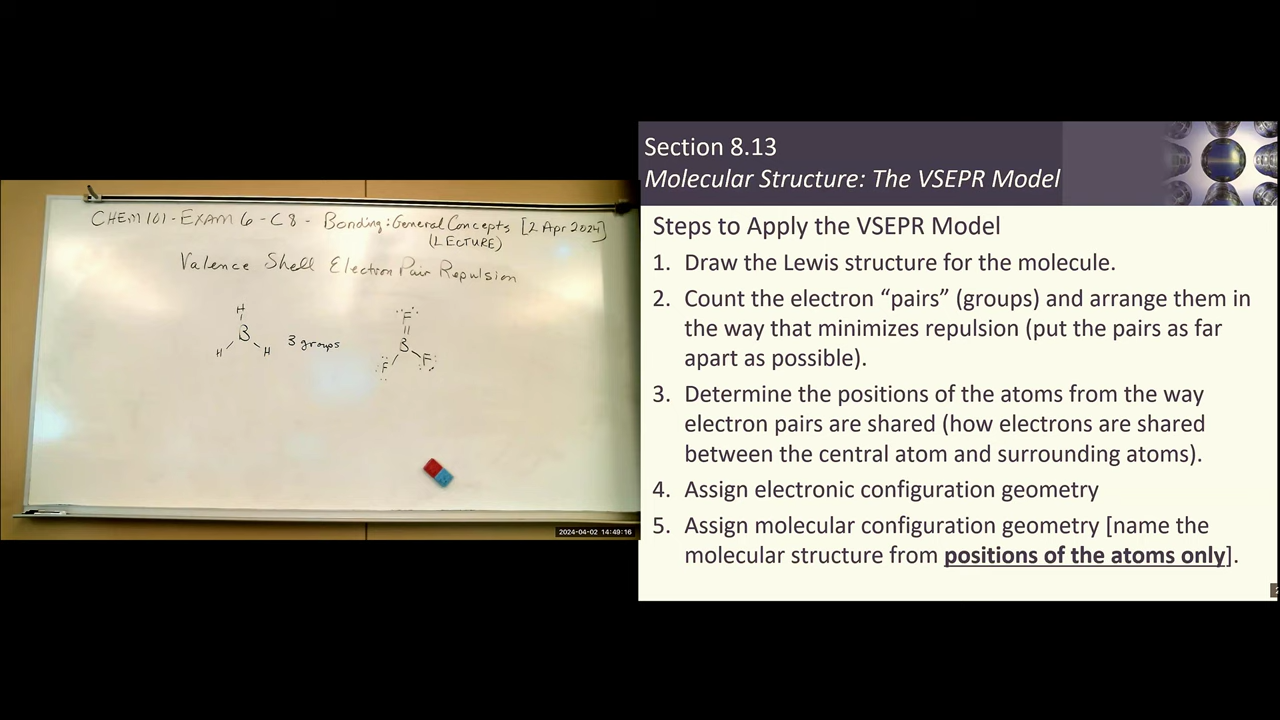 CHEM 101 - EXAM 6 - C8 - Bonding: General Concepts [2 Apr 2024]
(LECTURE)
Valence Shell Electron Pair Repulsion
H
B
H H
3 groups
F
B
F F
2024-04-02 14:49:16
Section 8.13
Molecular Structure: The VSEPR Model
Steps to Apply the VSEPR Model
1. Draw the Lewis structure for the molecule.
2. Count the electron “pairs” (groups) and arrange them in
the way that minimizes repulsion (put the pairs as far
apart as possible).
3. Determine the positions of the atoms from the way
electron pairs are shared (how electrons are shared
between the central atom and surrounding atoms).
4. Assign electronic configuration geometry
5. Assign molecular configuration geometry [name the
molecular structure from positions of the atoms only].